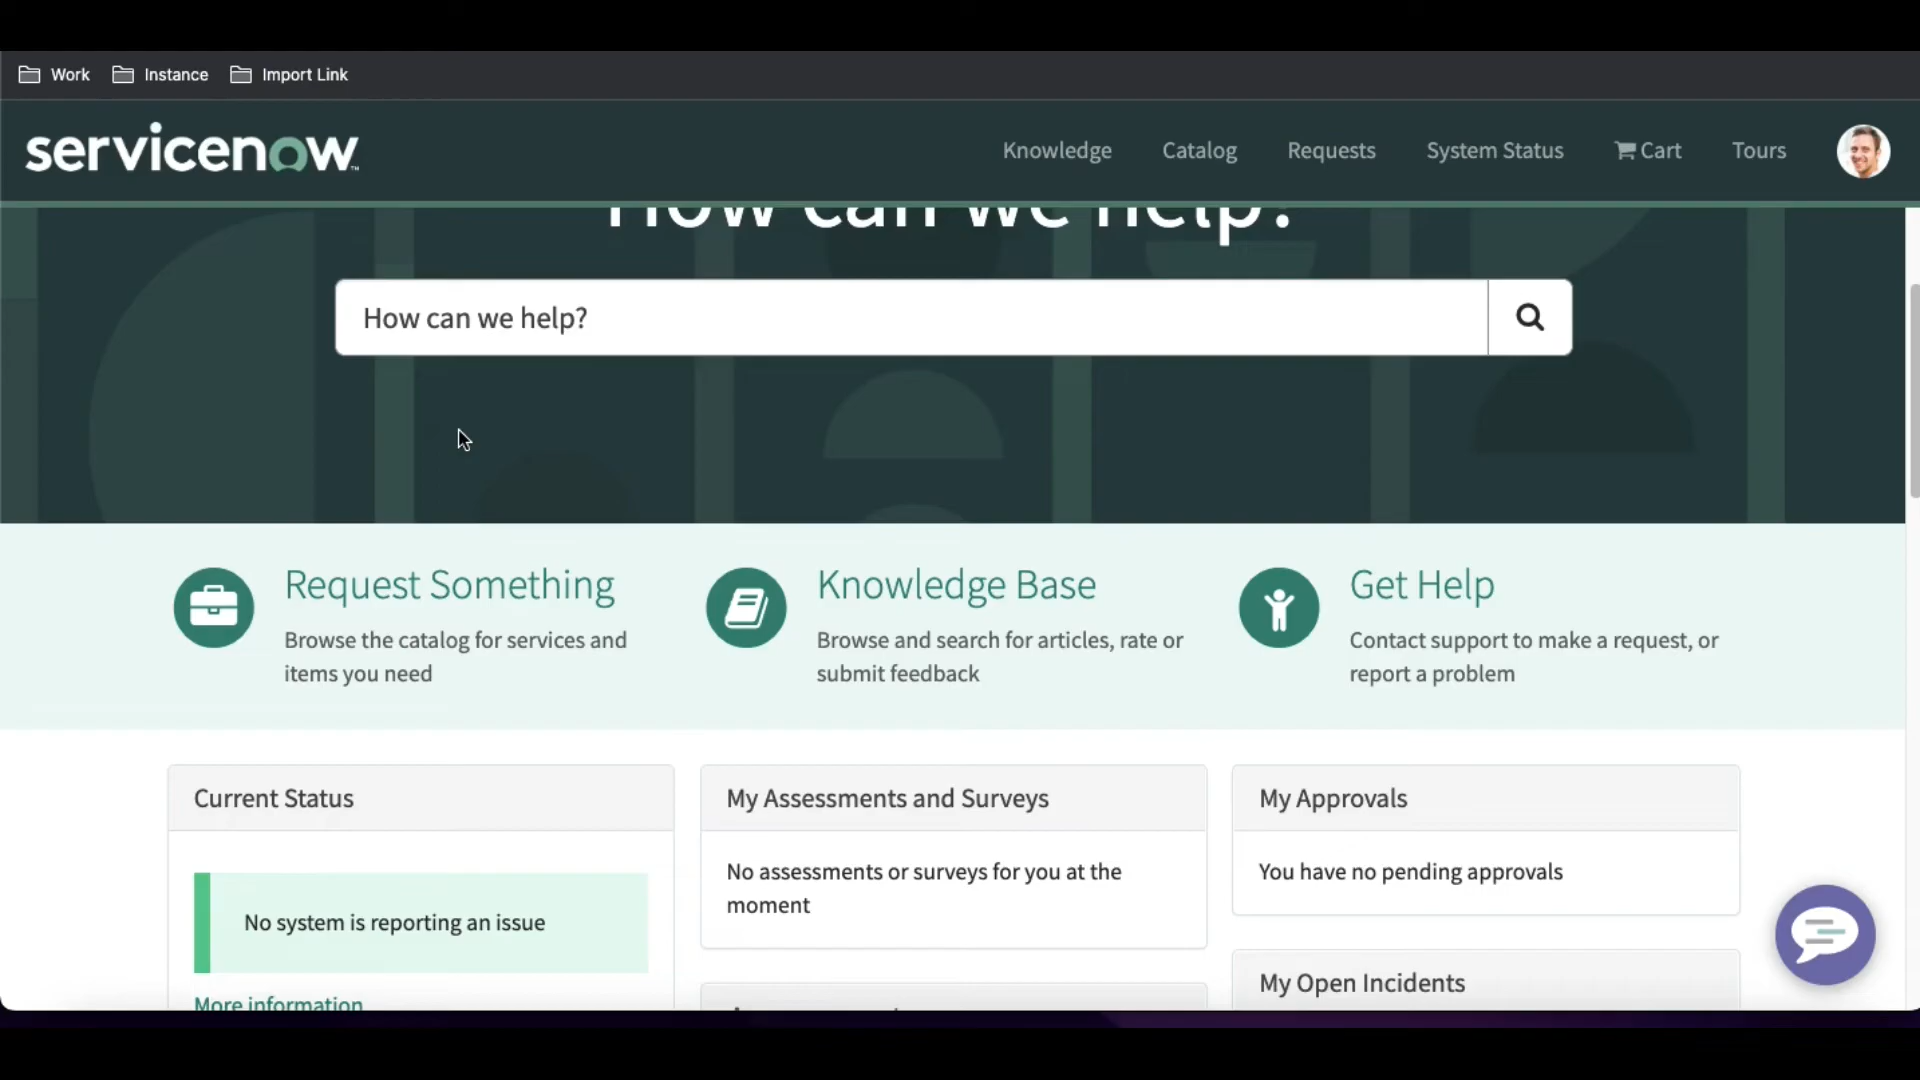 Work Instance Import Link
servicenow
Knowledge Catalog Requests System Status Cart Tours
How can we help?
How can we help?
Request Something
Browse the catalog for services and
items you need
Knowledge Base
Browse and search for articles, rate or
submit feedback
Get Help
Contact support to make a request, or
report a problem
Current Status
No system is reporting an issue
More information
My Assessments and Surveys
No assessments or surveys for you at the
moment
My Approvals
You have no pending approvals
My Open Incidents